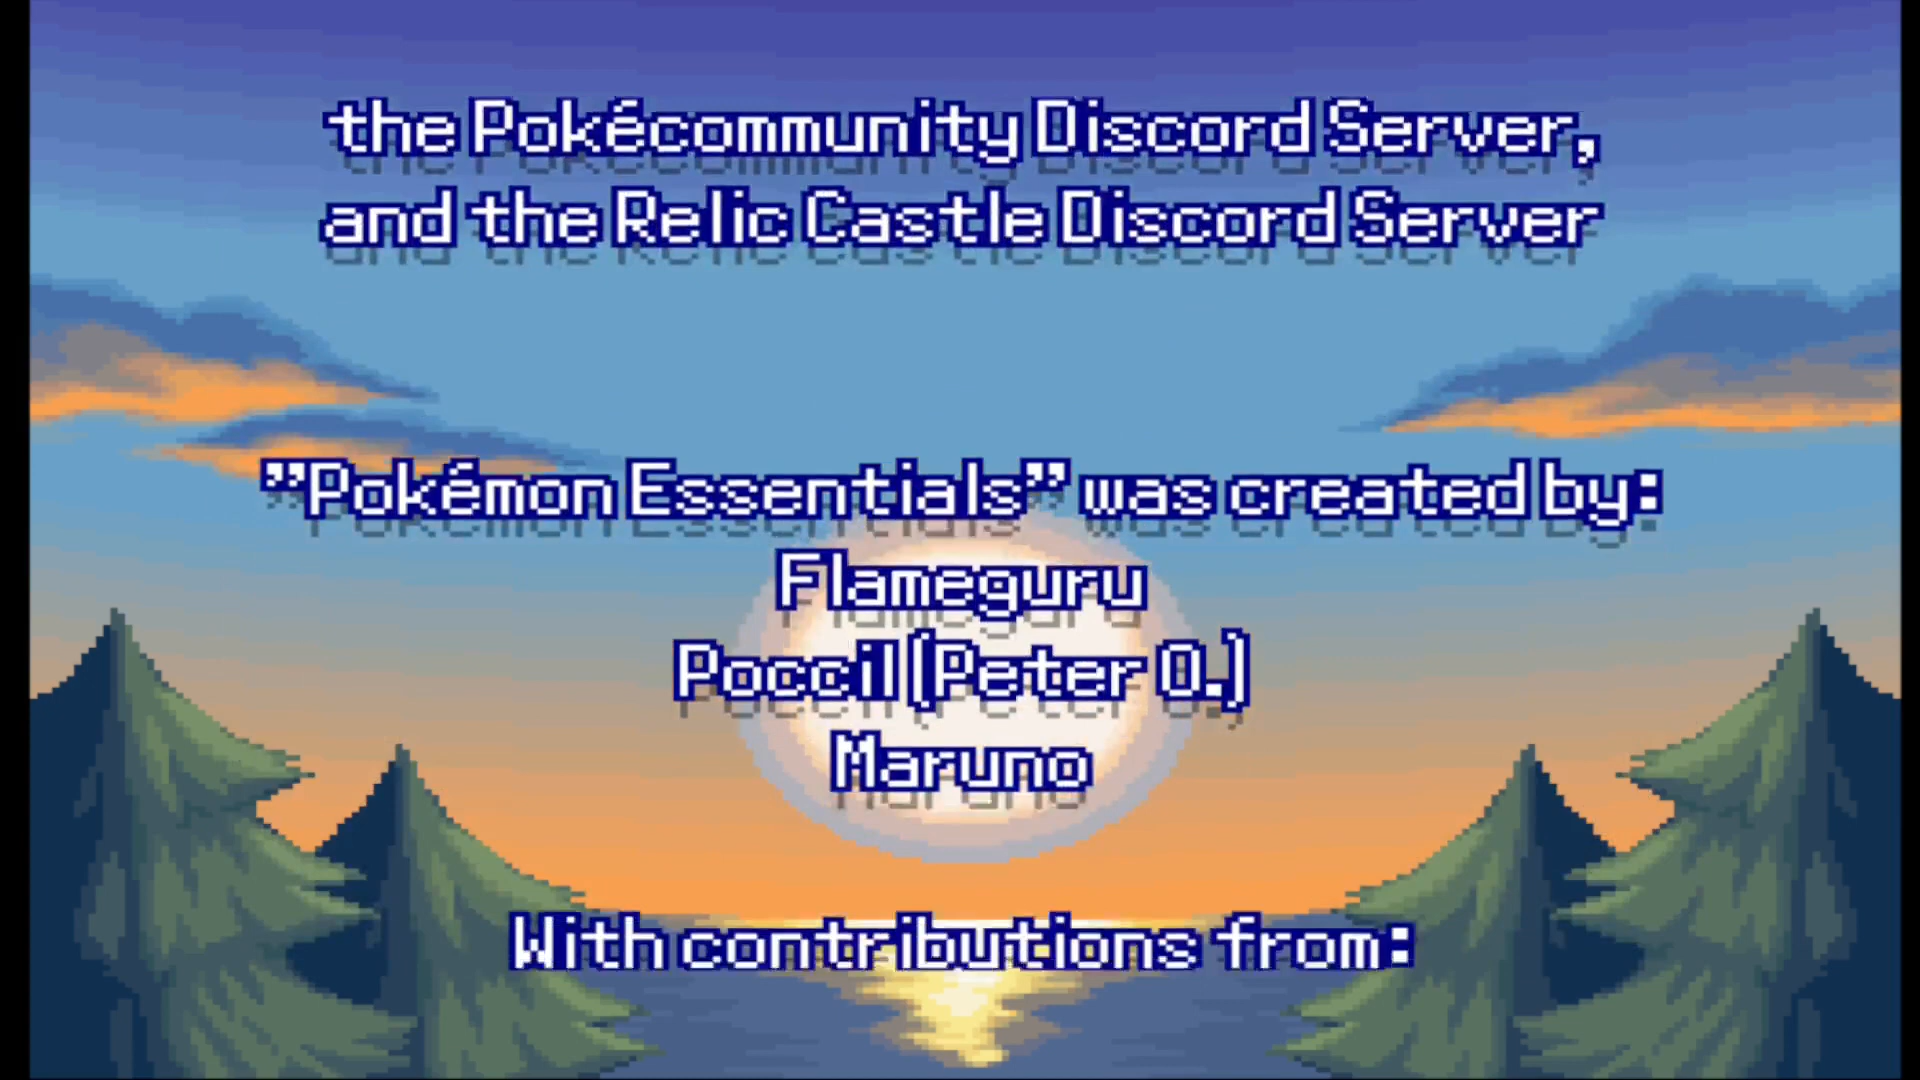 the Pokécommunity Discord Server,
and the Relic Castle Discord Server
"Pokémon Essentials" was created by:
Flameguru
Poccil (Peter O.)
Maruno
With contributions from: